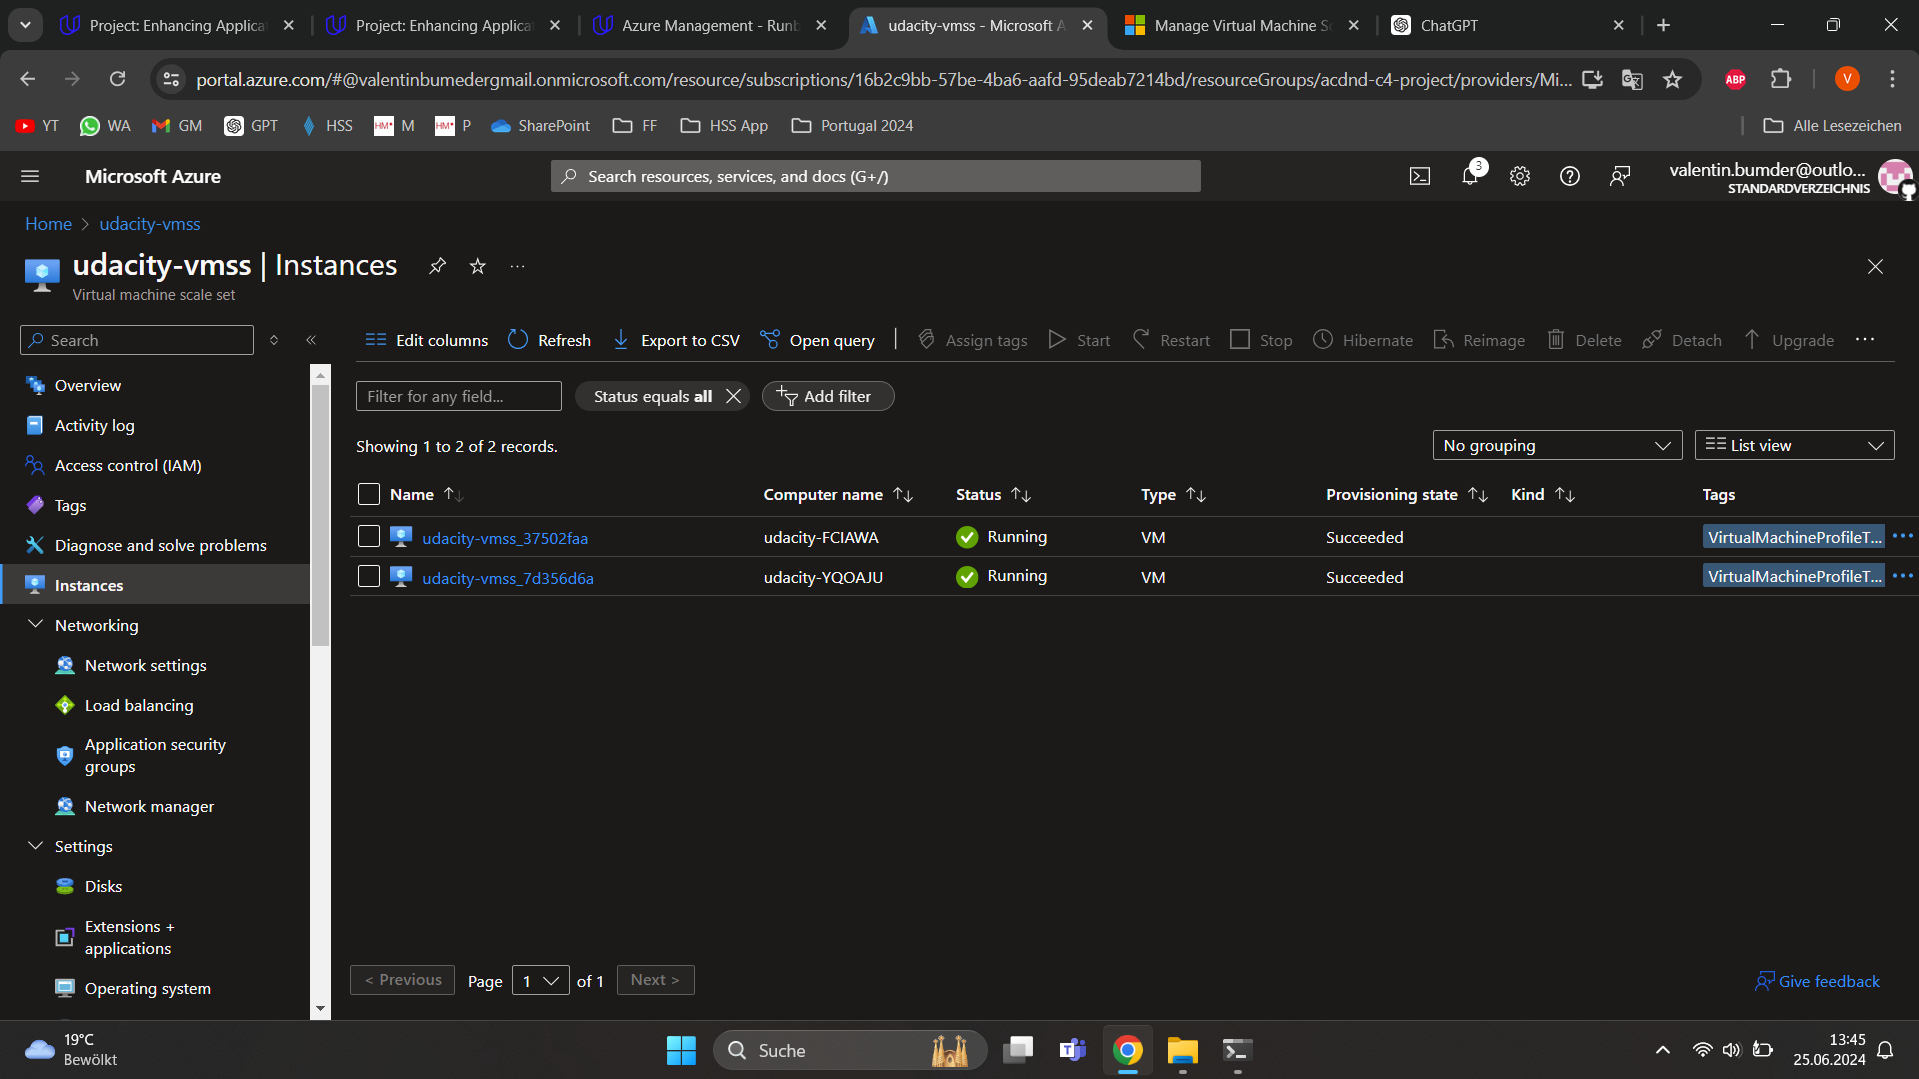 Project: Enhancing Applica
Project: Enhancing Applica
Azure Management - Runb
udacity-vmss - Microsoft A
Manage Virtual Machine Sc
ChatGPT
portal.azure.com/#@valentinbumedergmail.onmicrosoft.com/resource/subscriptions/16b2c9bb-57be-4ba6-aafd-95deab7214bd/resourceGroups/acdnd-c4-project/providers/Mi...
ABP
V
YT
WA
GM
GPT
HSS
HM M
HM P
SharePoint
FF
HSS App
Portugal 2024
Alle Lesezeichen
Microsoft Azure
Search resources, services, and docs (G+/)
3
valentin.bumder@outlo...
STANDARDVERZEICHNIS
Home > udacity-vmss
udacity-vmss | Instances
Virtual machine scale set
Search
Edit columns
Refresh
Export to CSV
Open query
Assign tags
Start
Restart
Stop
Hibernate
Reimage
Delete
Detach
Upgrade
Overview
Activity log
Access control (IAM)
Tags
Diagnose and solve problems
Instances
Networking
Network settings
Load balancing
Application security
groups
Network manager
Settings
Disks
Extensions +
applications
Operating system
Filter for any field...
Status equals all
Add filter
Showing 1 to 2 of 2 records.
No grouping
List view
Name Computer name Status Type Provisioning state Kind Tags
udacity-vmss_37502faa udacity-FCIAWA Running VM Succeeded VirtualMachineProfileT...
udacity-vmss_7d356d6a udacity-YQOAJU Running VM Succeeded VirtualMachineProfileT...
< Previous Page 1 of 1 Next >
Give feedback
19°C
Bewölkt
Suche
13:45
25.06.2024